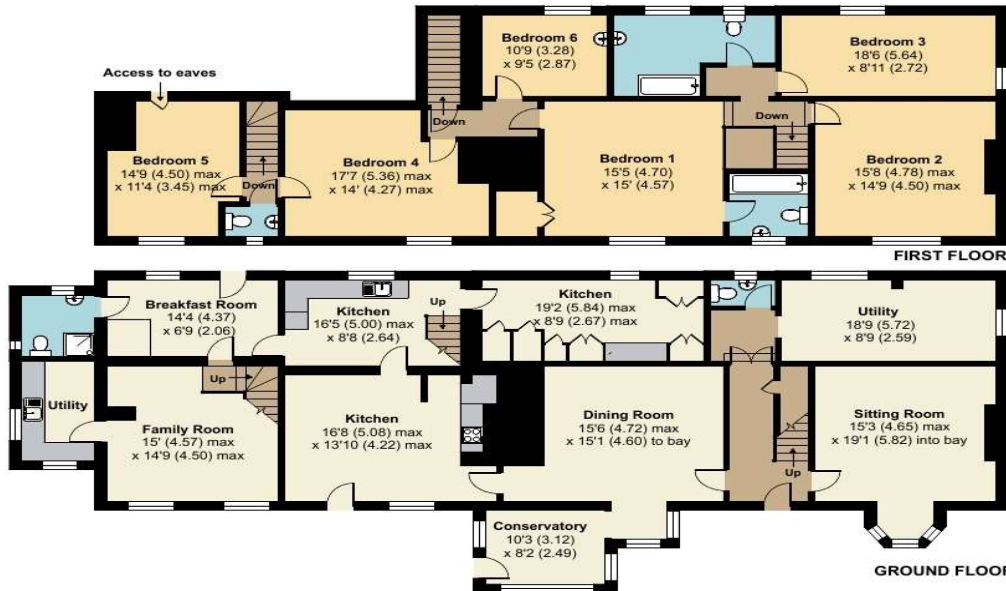 Access to eaves
Bedroom 6
10'9 (3.28)
x 9'5 (2.87)
Bedroom 3
18'6 (5.64)
x 8'11 (2.72)
Bedroom 5
14'9 (4.50) max
x 11'4 (3.45) max
Down
Bedroom 4
17'7 (5.36) max
x 14' (4.27) max
Down
Bedroom 1
15'5 (4.70)
x 15' (4.57)
Down
Bedroom 2
15'8 (4.78) max
x 14'9 (4.50) max
FIRST FLOOR
Breakfast Room
14'4 (4.37)
x 6'9 (2.06)
Kitchen
16'5 (5.00) max
x 8'8 (2.64)
Up
Kitchen
19'2 (5.84) max
x 8'9 (2.67) max
Utility
18'9 (5.72)
x 8'9 (2.59)
Utility
Up
Family Room
15' (4.57) max
x 14'9 (4.50) max
Kitchen
16'8 (5.08) max
x 13'10 (4.22) max
Dining Room
15'6 (4.72) max
x 15'1 (4.60) to bay
Up
Sitting Room
15'3 (4.65) max
x 19'1 (5.82) into bay
Conservatory
10'3 (3.12)
x 8'2 (2.49)
GROUND FLOOR